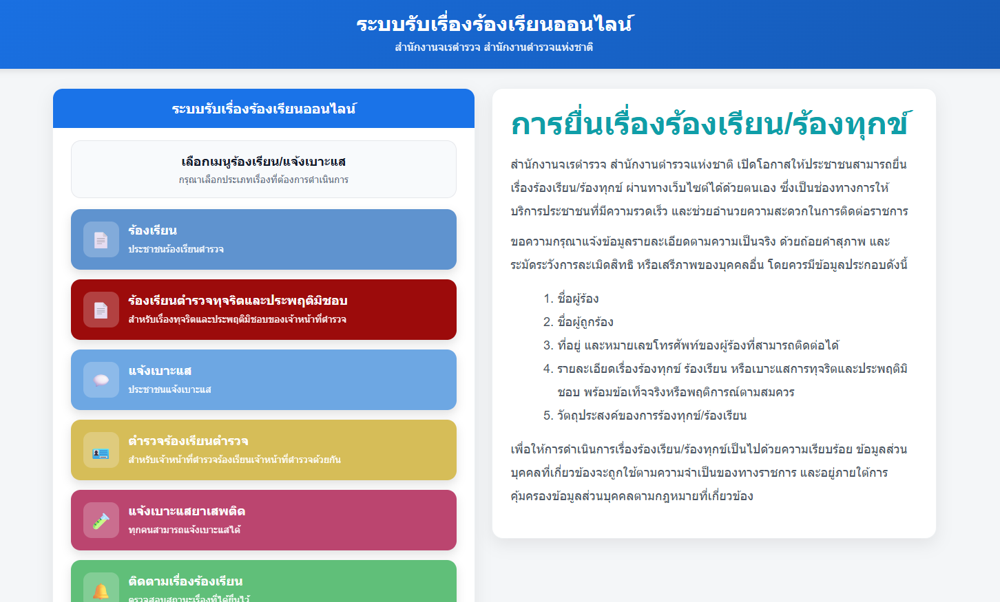 ระบบรับเรื่องร้องเรียนออนไลน์
สำนักงานจเรตำรวจ สำนักงานตำรวจแห่งชาติ
ระบบรับเรื่องร้องเรียนออนไลน์
เลือกเมนูร้องเรียน/แจ้งเบาะแส
กรุณาเลือกประเภทเรื่องที่ต้องการดำเนินการ
ร้องเรียน
ประชาชนร้องเรียนตำรวจ
ร้องเรียนตำรวจทุจริตและประพฤติมิชอบ
สำหรับเรื่องทุจริตและประพฤติมิชอบของเจ้าหน้าที่ตำรวจ
แจ้งเบาะแส
ประชาชนแจ้งเบาะแส
ตำรวจร้องเรียนตำรวจ
สำหรับเจ้าหน้าที่ตำรวจร้องเรียนเจ้าหน้าที่ตำรวจด้วยกัน
แจ้งเบาะแสยาเสพติด
ทุกคนสามารถแจ้งเบาะแสได้
ติดตามเรื่องร้องเรียน
ตรวจสอบสถานะเรื่องที่ได้ยื่นไว้
การยื่นเรื่องร้องเรียน/ร้องทุกข์
สำนักงานจเรตำรวจ สำนักงานตำรวจแห่งชาติ เปิดโอกาสให้ประชาชนสามารถยื่น
เรื่องร้องเรียน/ร้องทุกข์ ผ่านทางเว็บไซต์ได้ด้วยตนเอง ซึ่งเป็นช่องทางการให้
บริการประชาชนที่มีความรวดเร็ว และช่วยอำนวยความสะดวกในการติดต่อราชการ
ขอความกรุณาแจ้งข้อมูลรายละเอียดตามความเป็นจริง ด้วยถ้อยคำสุภาพ และ
ระมัดระวังการละเมิดสิทธิ หรือเสรีภาพของบุคคลอื่น โดยควรมีข้อมูลประกอบดังนี้
1. ชื่อผู้ร้อง
2. ชื่อผู้ถูกร้อง
3. ที่อยู่ และหมายเลขโทรศัพท์ของผู้ร้องที่สามารถติดต่อได้
4. รายละเอียดเรื่องร้องทุกข์ ร้องเรียน หรือเบาะแสการทุจริตและประพฤติมิ
ชอบ พร้อมข้อเท็จจริงหรือพฤติการณ์ตามสมควร
5. วัตถุประสงค์ของการร้องทุกข์/ร้องเรียน
เพื่อให้การดำเนินการเรื่องร้องเรียน/ร้องทุกข์เป็นไปด้วยความเรียบร้อย ข้อมูลส่วน
บุคคลที่เกี่ยวข้องจะถูกใช้ตามความจำเป็นของทางราชการ และอยู่ภายใต้การ
คุ้มครองข้อมูลส่วนบุคคลตามกฎหมายที่เกี่ยวข้อง